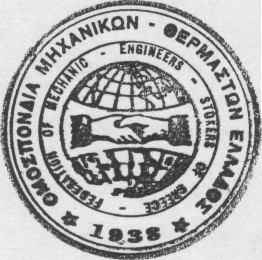 ΟΜΟΣΠΟΝΔΙΑ ΜΗΧΑΝΙΚΩΝ - ΘΕΡΜΑΣΤΩΝ ΕΛΛΑΔΟΣ
FEDERATION OF MECHANIC - ENGINEERS - STOKERS OF GREECE -
1938